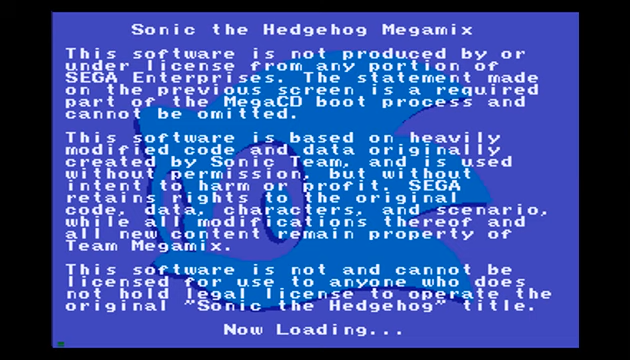 Sonic the Hedgehog Megamix
This software is not produced by or
under license from any portion of
SEGA Enterprises. The statement made
on the previous screen is a required
part of the MegaCD boot process and
cannot be omitted.
This software is based on heavily
modified code and data originally
created by Sonic Team, and is used
without permission, but without
intent to harm or profit. SEGA
retains rights to the original
code, data, characters, and scenario,
while all modifications thereof and
all new content remain property of
Team Megamix.
This software is not and cannot be
licensed for use to anyone who does
not hold legal license to operate the
original "Sonic the Hedgehog" title.
Now Loading...